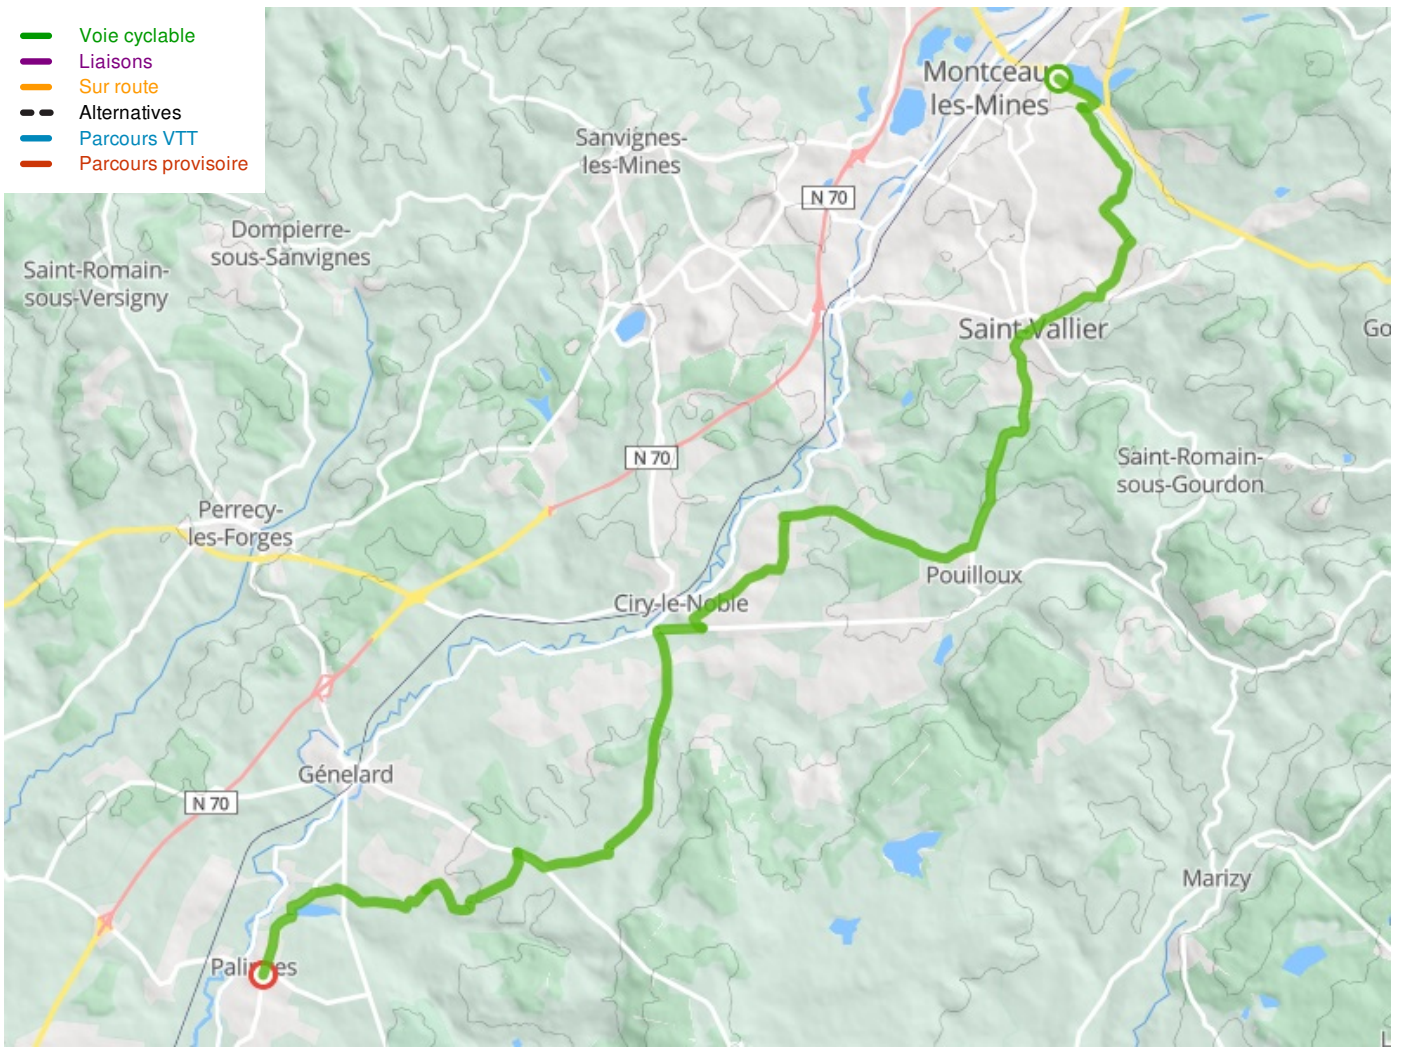 Voie cyclable
Liaisons
Sur route
Alternatives
Parcours VTT
Parcours provisoire
Montceau
les-Mines
Sanvignes-
les-Mines
N 70
Dompierre-
sous-Sanvignes
Saint-Romain-
sous-Versigny
Saint-Vallier
Go
N 70
Saint-Romain-
sous-Gourdon
Perrecy-
les-Forges
Pouilloux
Ciry-le-Noble
Génelard
N 70
Marizy
Palinges
L